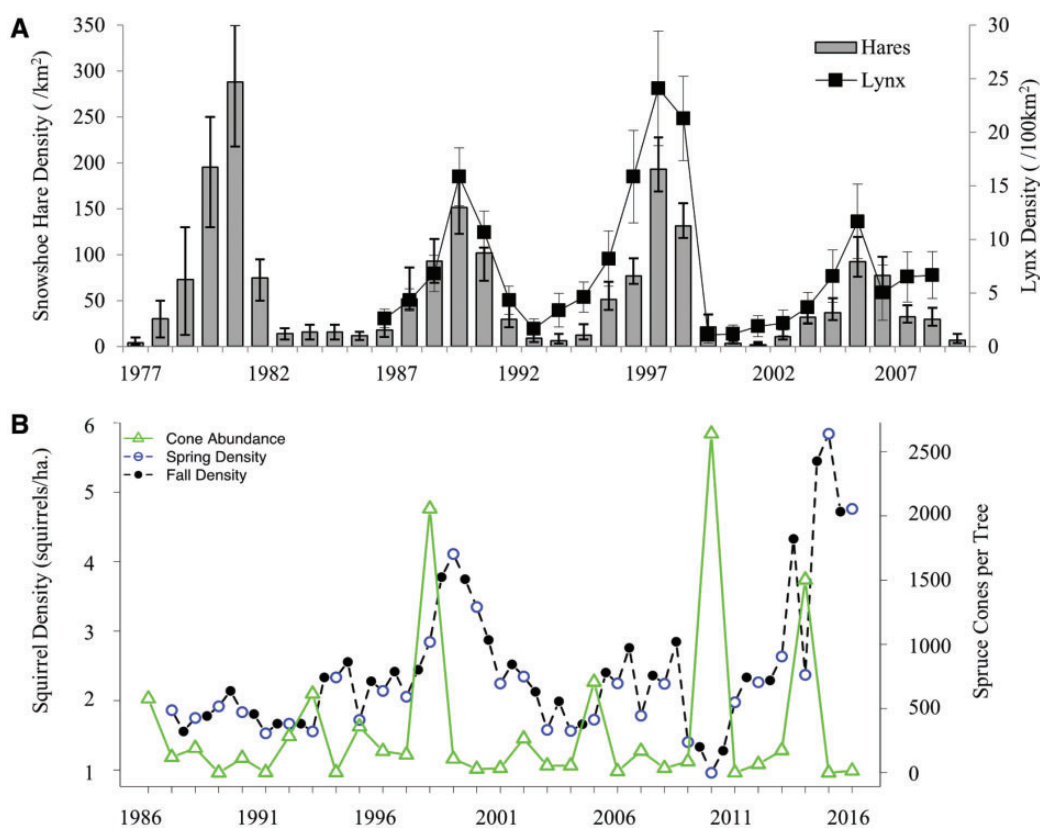 A
Snowshoe Hare Density ( /km²)
350
300
250
200
150
100
50
0
Hares
Lynx
30
25
20
15
10
5
0
Lynx Density ( /100km²)
1977 1982 1987 1992 1997 2002 2007
B
Squirrel Density (squirrels/ha.)
6
5
4
3
2
1
Cone Abundance
Spring Density
Fall Density
2500
2000
1500
1000
500
0
Spruce Cones per Tree
1986 1991 1996 2001 2006 2011 2016